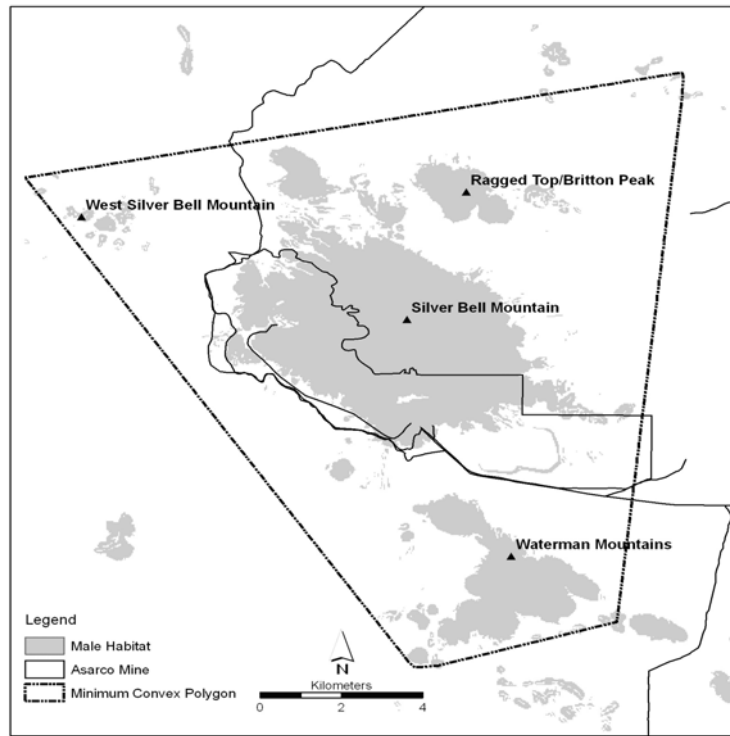 Ragged Top/Britton Peak
West Silver Bell Mountain
Silver Bell Mountain
Waterman Mountains
Legend
Male Habitat
Asarco Mine
Minimum Convex Polygon
N
Kilometers
0 2 4